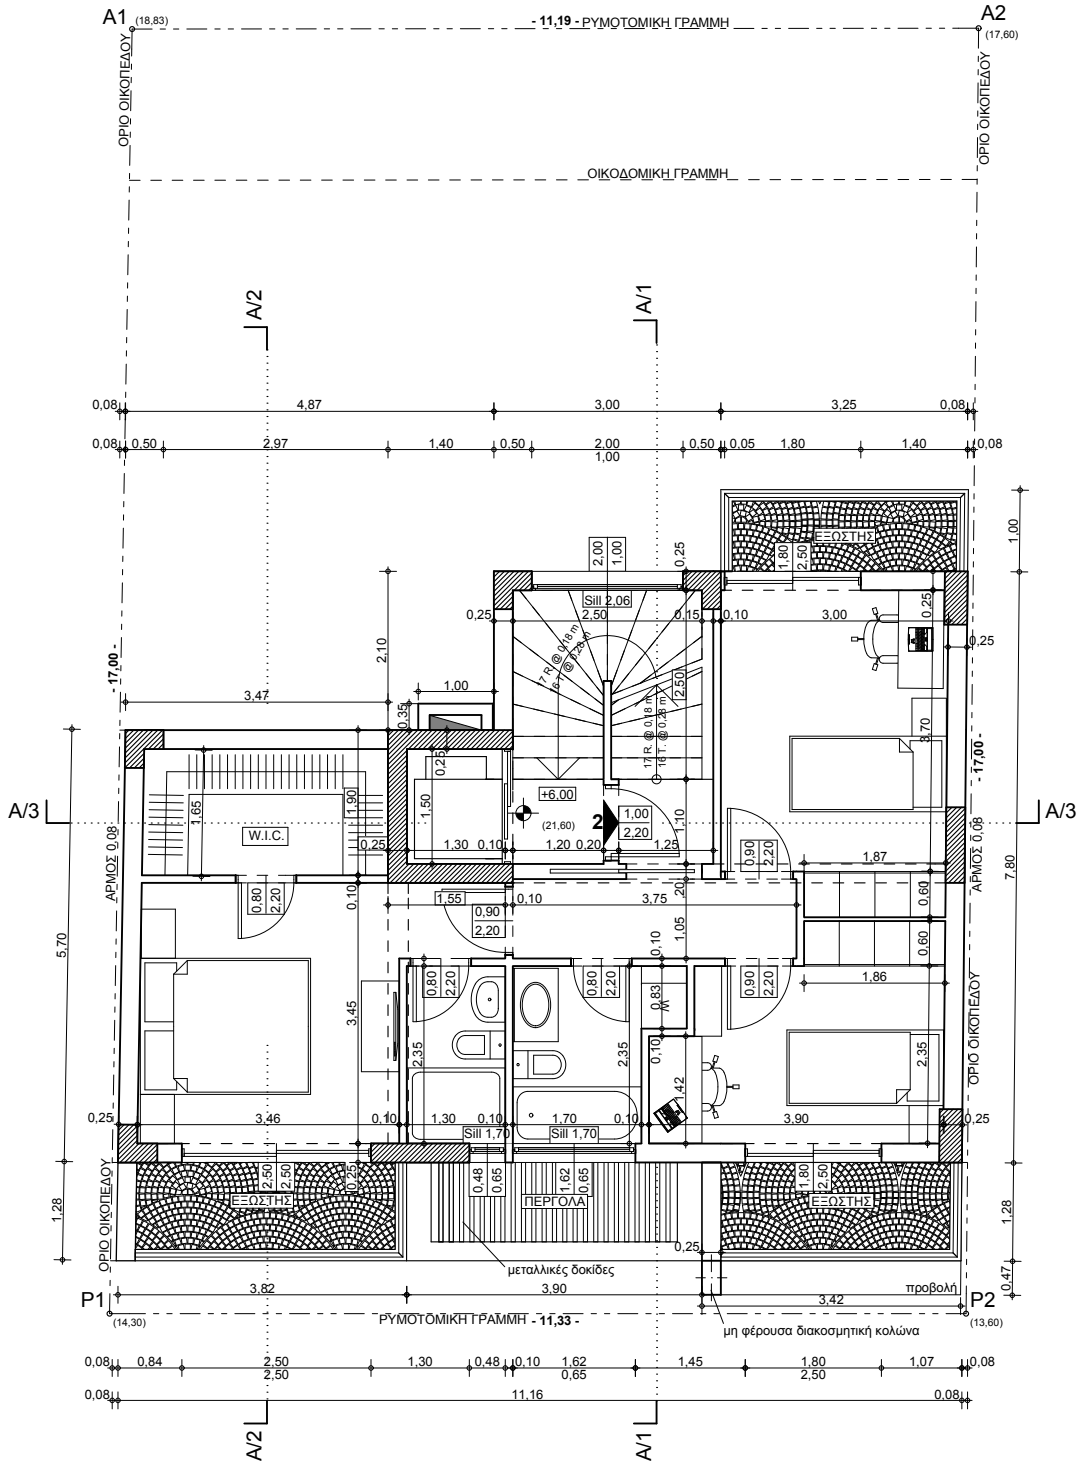 A1
(18,83)
- 11,19 - ΡΥΜΟΤΟΜΙΚΗ ΓΡΑΜΜΗ
A2
(17,60)
ΟΡΙΟ ΟΙΚΟΠΕΔΟΥ
ΟΡΙΟ ΟΙΚΟΠΕΔΟΥ
ΟΙΚΟΔΟΜΙΚΗ ΓΡΑΜΜΗ
A/2
A/1
0,08 4,87 3,00 3,25 0,08
0,08 0,50 2,97 1,40 0,50 2,00 0,50 0,05 1,80 1,40 0,08
1,00
ΕΞΩΣΤΗΣ
1,00
2,00 1,00
0,25
1,80 2,50
Sill 2,06
0,25 2,50 0,15 0,10 3,00
0,25
0,25
2,10
17 R. @ 0,18 m
16 T. @ 0,28 m
2,50
17 R. @ 0,18 m
16 T. @ 0,28 m
- 17,00 -
3,47
1,00
0,35
3,70
- 17,00 -
0,25
1,65
1,90
1,50
+6,00
(21,60)
2
1,00
2,20
1,10
A/3
A/3
W.I.C.
ΑΡΜΟΣ 0,08
ΑΡΜΟΣ 0,08
7,80
0,25 1,30 0,10 1,20 0,20 1,25
0,90 2,20
1,87
0,80 2,20
0,10
1,55
0,10
3,75
,20
0,60
0,90
2,20
1,05
0,60
5,70
0,10
0,80 2,20
0,80 2,20
0,83
W
0,90 2,20
1,86
3,45
2,35
2,35
0,10
2,35
1,42
ΟΡΙΟ ΟΙΚΟΠΕΔΟΥ
0,25 3,46 0,10 1,30 0,10 1,70 0,10 3,90 0,25
Sill 1,70
Sill 1,70
2,50 2,50
0,25
0,48 0,65
1,62 0,65
1,80 2,50
ΕΞΩΣΤΗΣ
ΠΕΡΓΟΛΑ
ΕΞΩΣΤΗΣ
1,28
1,28
ΟΡΙΟ ΟΙΚΟΠΕΔΟΥ
0,25
μεταλλικές δοκίδες
0,47
προβολή
3,82 3,90
3,42
P1
(14,30)
ΡΥΜΟΤΟΜΙΚΗ ΓΡΑΜΜΗ - 11,33 -
P2
(13,60)
μη φέρουσα διακοσμητική κολώνα
0,08 0,84 2,50 1,30 0,48 0,10 1,62 1,45 1,80 1,07 0,08
2,50 0,65 2,50
0,08 11,16 0,08
A/2
A/1